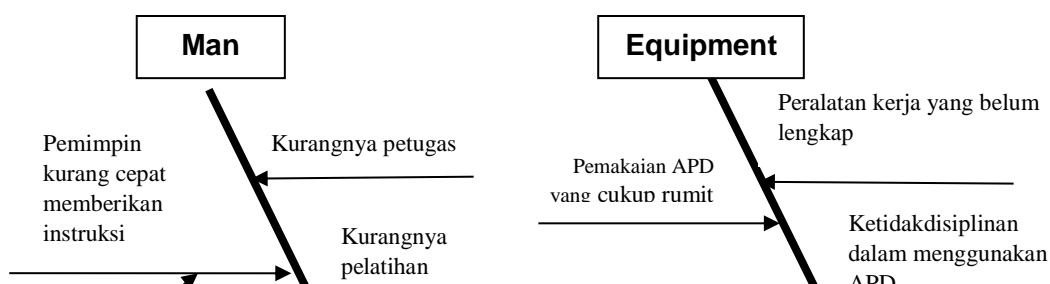 Man
Equipment
Pemimpin
kurang cepat
memberikan
instruksi
Kurangnya petugas
Kurangnya
pelatihan
Pemakaian APD
yang cukup rumit
Peralatan kerja yang belum
lengkap
Ketidakdisiplinan
dalam menggunakan
APD